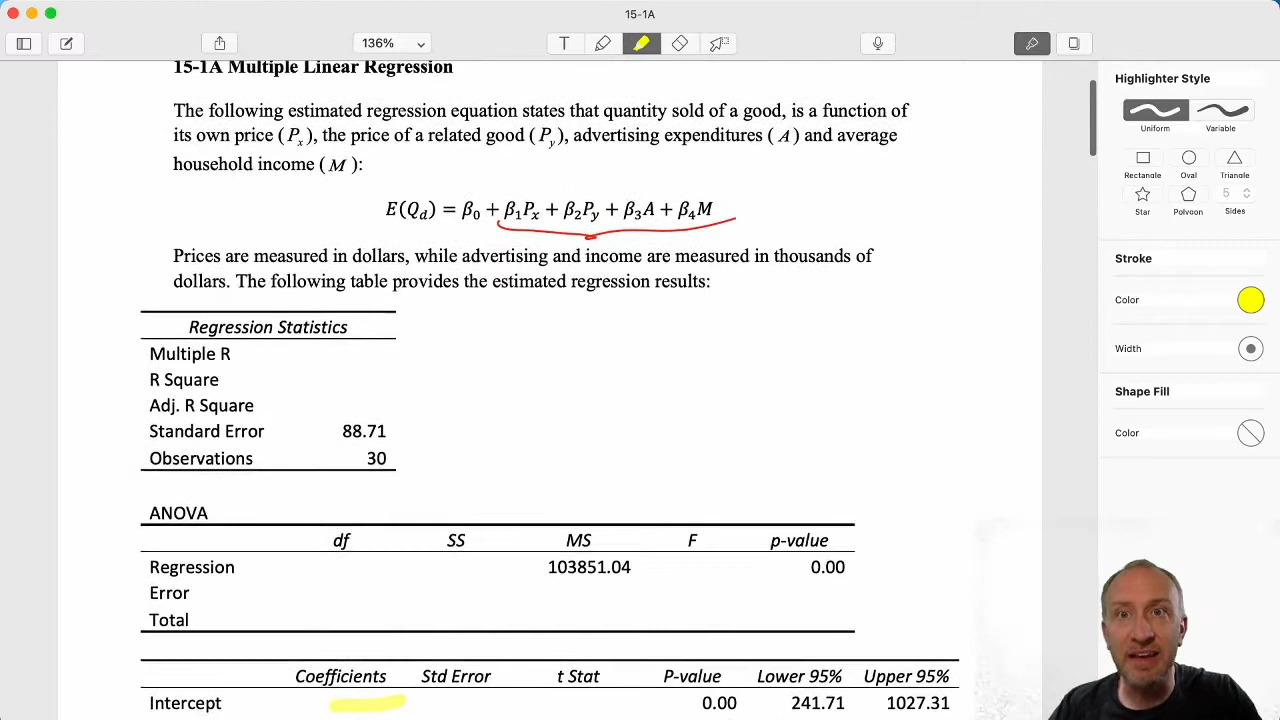 15-1A
136%
T
15-1A Multiple Linear Regression
The following estimated regression equation states that quantity sold of a good, is a function of
its own price (Pₓ), the price of a related good (Pᵧ), advertising expenditures (A) and average
household income (M):
E(Q_d) = β₀ + β₁Pₓ + β₂Pᵧ + β₃A + β₄M
Prices are measured in dollars, while advertising and income are measured in thousands of
dollars. The following table provides the estimated regression results:
Regression Statistics
Multiple R
R Square
Adj. R Square
Standard Error 88.71
Observations 30
ANOVA
df SS MS F p-value
Regression 103851.04 0.00
Error
Total
Coefficients Std Error t Stat P-value Lower 95% Upper 95%
Intercept 0.00 241.71 1027.31
Highlighter Style
Uniform Variable
Rectangle Oval Triangle
Star Polygon 5 Sides
Stroke
Color
Width
Shape Fill
Color